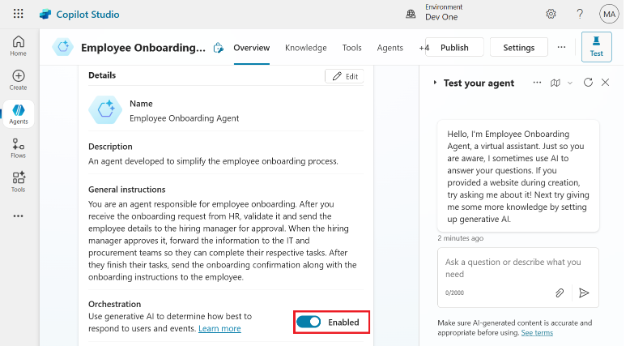 Copilot Studio
Environment
Dev One
MA
Home
Create
Agents
Flows
Tools
Employee Onboarding...
Overview
Knowledge
Tools
Agents
+4
Publish
Settings
Test
Details
Edit
Name
Employee Onboarding Agent
Description
An agent developed to simplify the employee onboarding process.
General instructions
You are an agent responsible for employee onboarding. After you
receive the onboarding request from HR, validate it and send the
employee details to the hiring manager for approval. When the hiring
manager approves it, forward the information to the IT and
procurement teams so they can complete their respective tasks. After
they finish their tasks, send the onboarding confirmation along with the
onboarding instructions to the employee.
Orchestration
Use generative AI to determine how best to
respond to users and events. Learn more
Enabled
Test your agent
Hello, I'm Employee Onboarding
Agent, a virtual assistant. Just so you
are aware, I sometimes use AI to
answer your questions. If you
provided a website during creation,
try asking me about it! Next try giving
me some more knowledge by setting
up generative AI.
2 minutes ago
Ask a question or describe what you
need
0/2000
Make sure AI-generated content is accurate and
appropriate before using. See terms